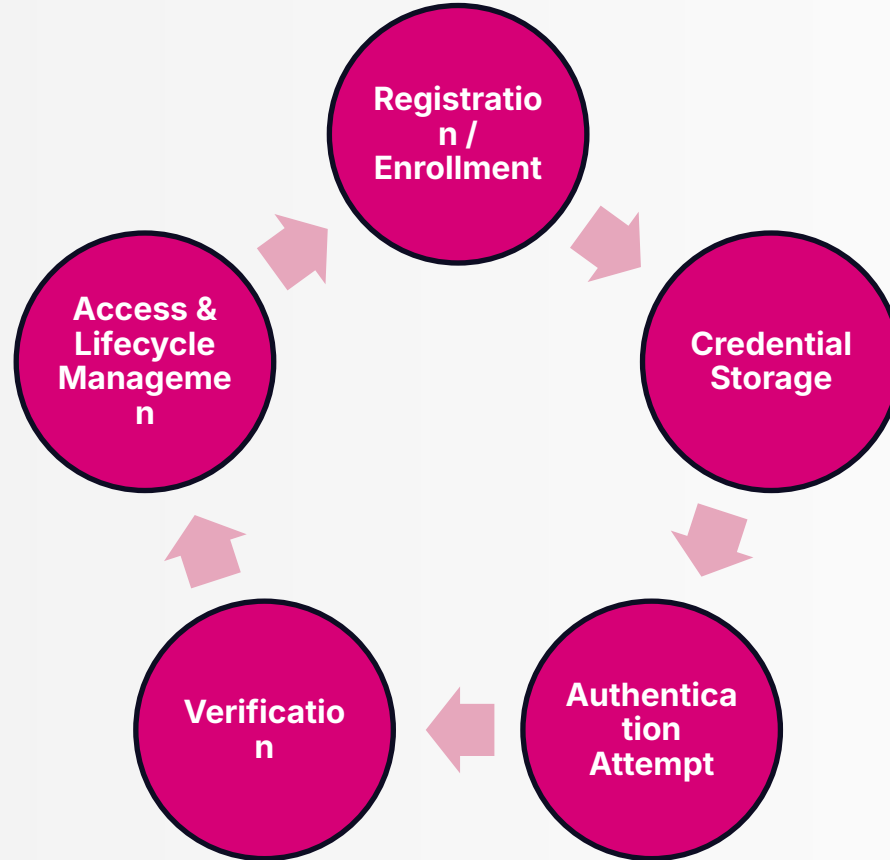 Registratio
n /
Enrollment
Credential
Storage
Authentica
tion
Attempt
Verificatio
n
Access &
Lifecycle
Manageme
n